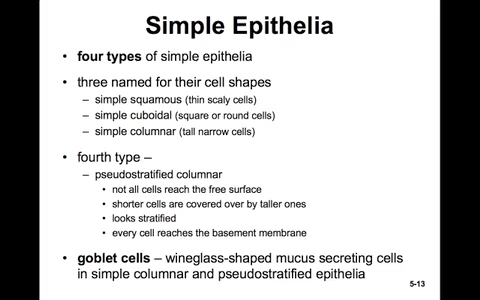 Simple Epithelia
• four types of simple epithelia
• three named for their cell shapes
– simple squamous (thin scaly cells)
– simple cuboidal (square or round cells)
– simple columnar (tall narrow cells)
• fourth type –
– pseudostratified columnar
• not all cells reach the free surface
• shorter cells are covered over by taller ones
• looks stratified
• every cell reaches the basement membrane
• goblet cells – wineglass-shaped mucus secreting cells
in simple columnar and pseudostratified epithelia
5-13